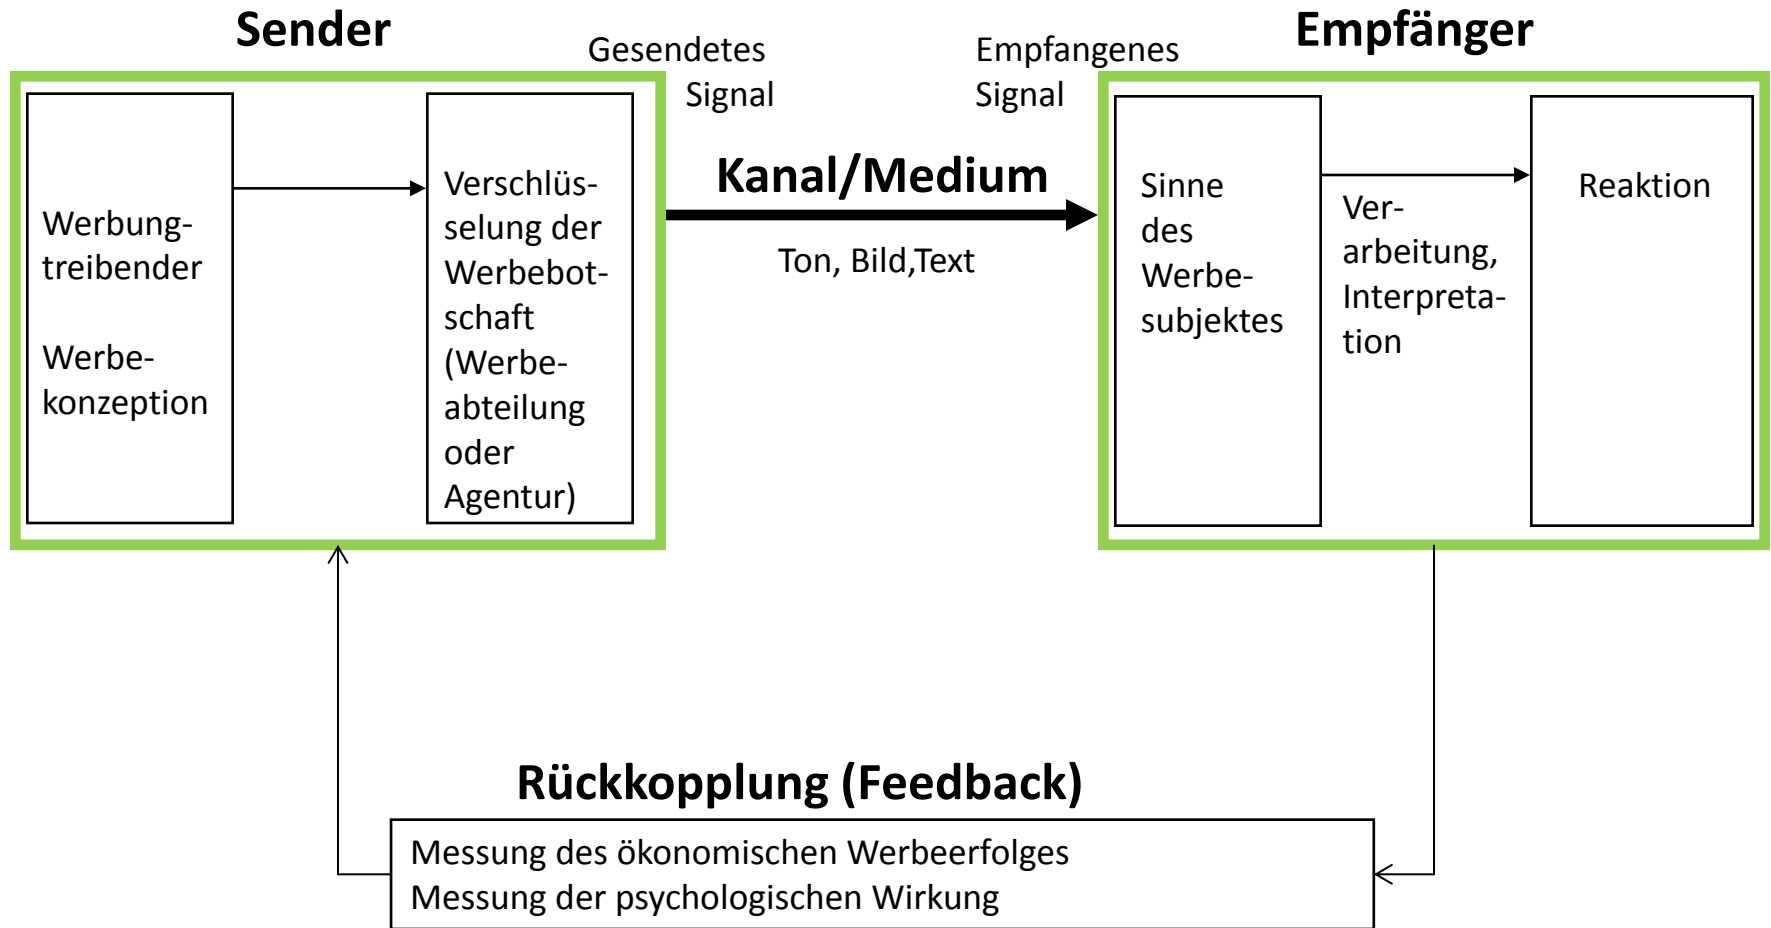 Sender
Gesendetes
Signal
Empfangenes
Signal
Empfänger
Werbung-
treibender
Werbe-
konzeption
Verschlüs-
selung der
Werbebot-
schaft
(Werbe-
abteilung
oder
Agentur)
Kanal/Medium
Ton, Bild,Text
Sinne
des
Werbe-
subjektes
Ver-
arbeitung,
Interpreta-
tion
Reaktion
Rückkopplung (Feedback)
Messung des ökonomischen Werbeerfolges
Messung der psychologischen Wirkung